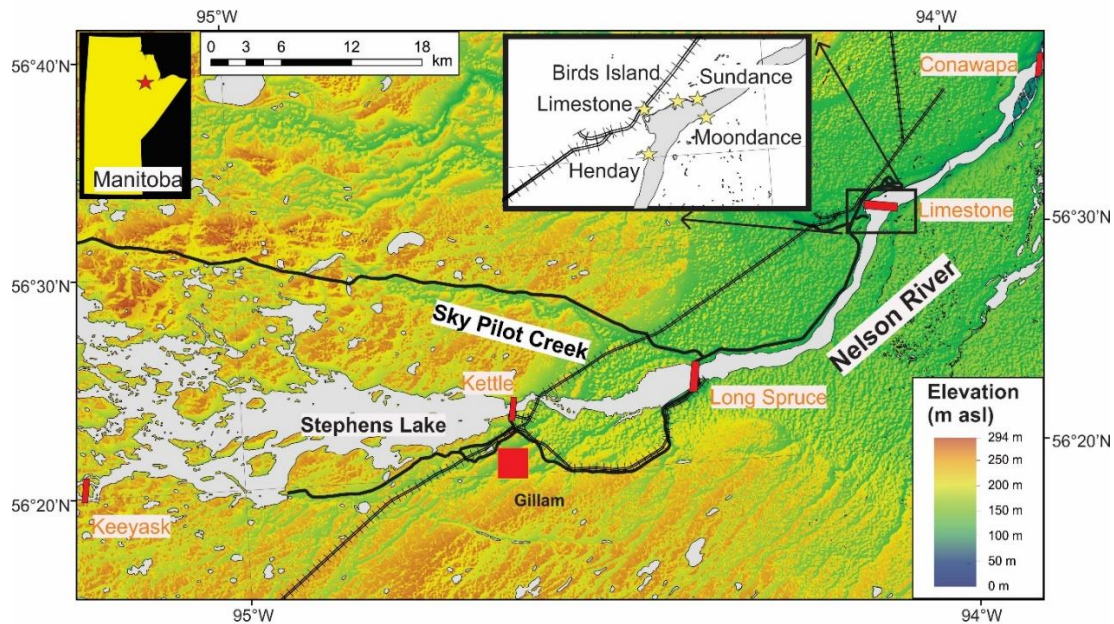 95°W
94°W
0 3 6 12 18
km
56°40'N
Manitoba
Birds Island
Sundance
Limestone
Moondance
Henday
Conawapa
Limestone
56°30'N
56°30'N
Sky Pilot Creek
Nelson River
Kettle
Long Spruce
Stephens Lake
Gillam
Keeyask
56°20'N
56°20'N
Elevation
(m asl)
294 m
250 m
200 m
150 m
100 m
50 m
0 m
95°W
94°W